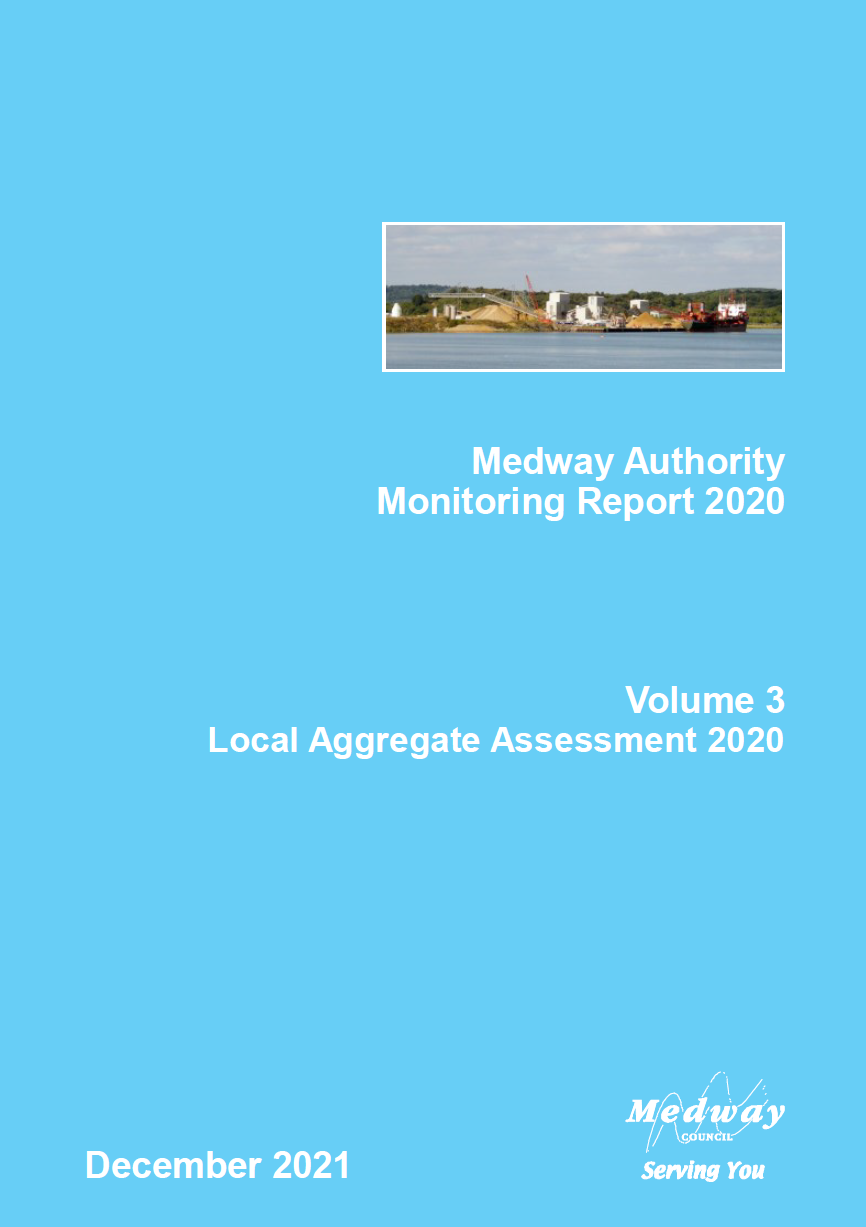 Medway Authority
Monitoring Report 2020
Volume 3
Local Aggregate Assessment 2020
December 2021
Medway
COUNCIL
Serving You